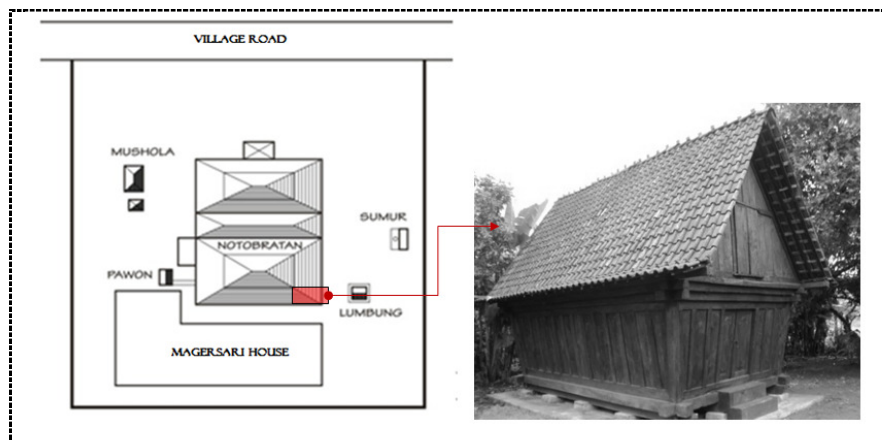 VILLAGE ROAD
MUSHOLA
SUMUR
NOTOBRATAN
PAWON
LUMBUNG
MAGERSARI HOUSE